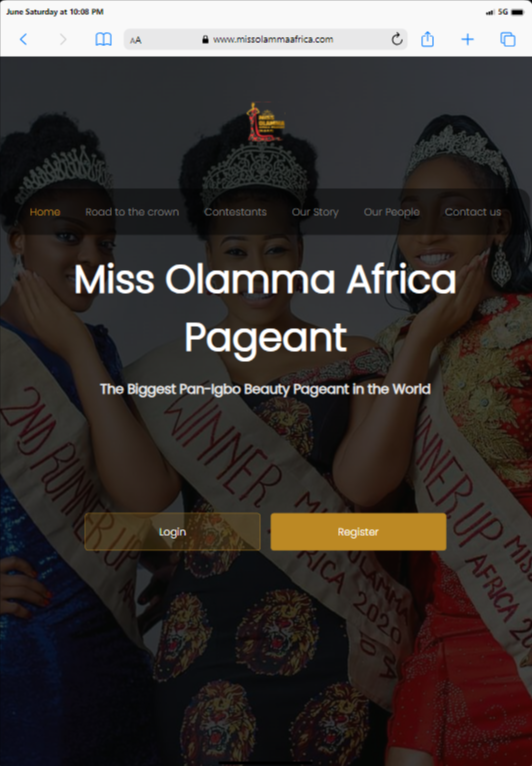 June Saturday at 10:08 PM
5G
AA
www.missolammaafrica.com
MISS
OLAMMA
Home Road to the crown Contestants Our Story Our People Contact us
Miss Olamma Africa
Pageant
The Biggest Pan-Igbo Beauty Pageant in the World
2ND RUNNER UP
WINNER MISS OLAMMA
AFRICA 2020
UNNER UP MISS
AFRICA 20
Login
Register